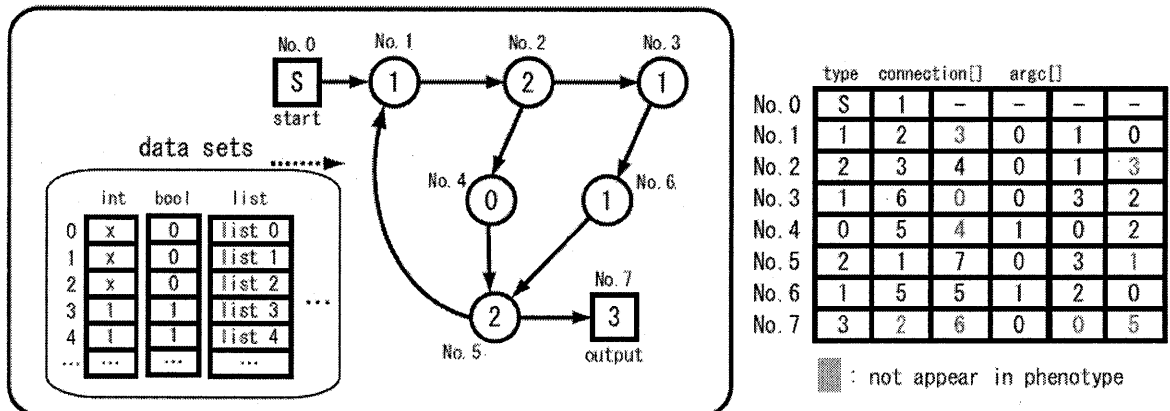 No. 0 No. 1 No. 2 No. 3
S 1 2 1
start
data sets
No. 4 No. 6
0 1
int bool list
0 x 0 list 0
1 x 0 list 1
2 x 0 list 2
3 1 1 list 3
4 1 1 list 4
... ... ... ...
...
No. 7
2 3
No. 5 output
type connection[] argc[]
No. 0 S 1 - - - -
No. 1 1 2 3 0 1 0
No. 2 2 3 4 0 1 3
No. 3 1 6 0 0 3 2
No. 4 0 5 4 1 0 2
No. 5 2 1 7 0 3 1
No. 6 1 5 5 1 2 0
No. 7 3 2 6 0 0 5
: not appear in phenotype